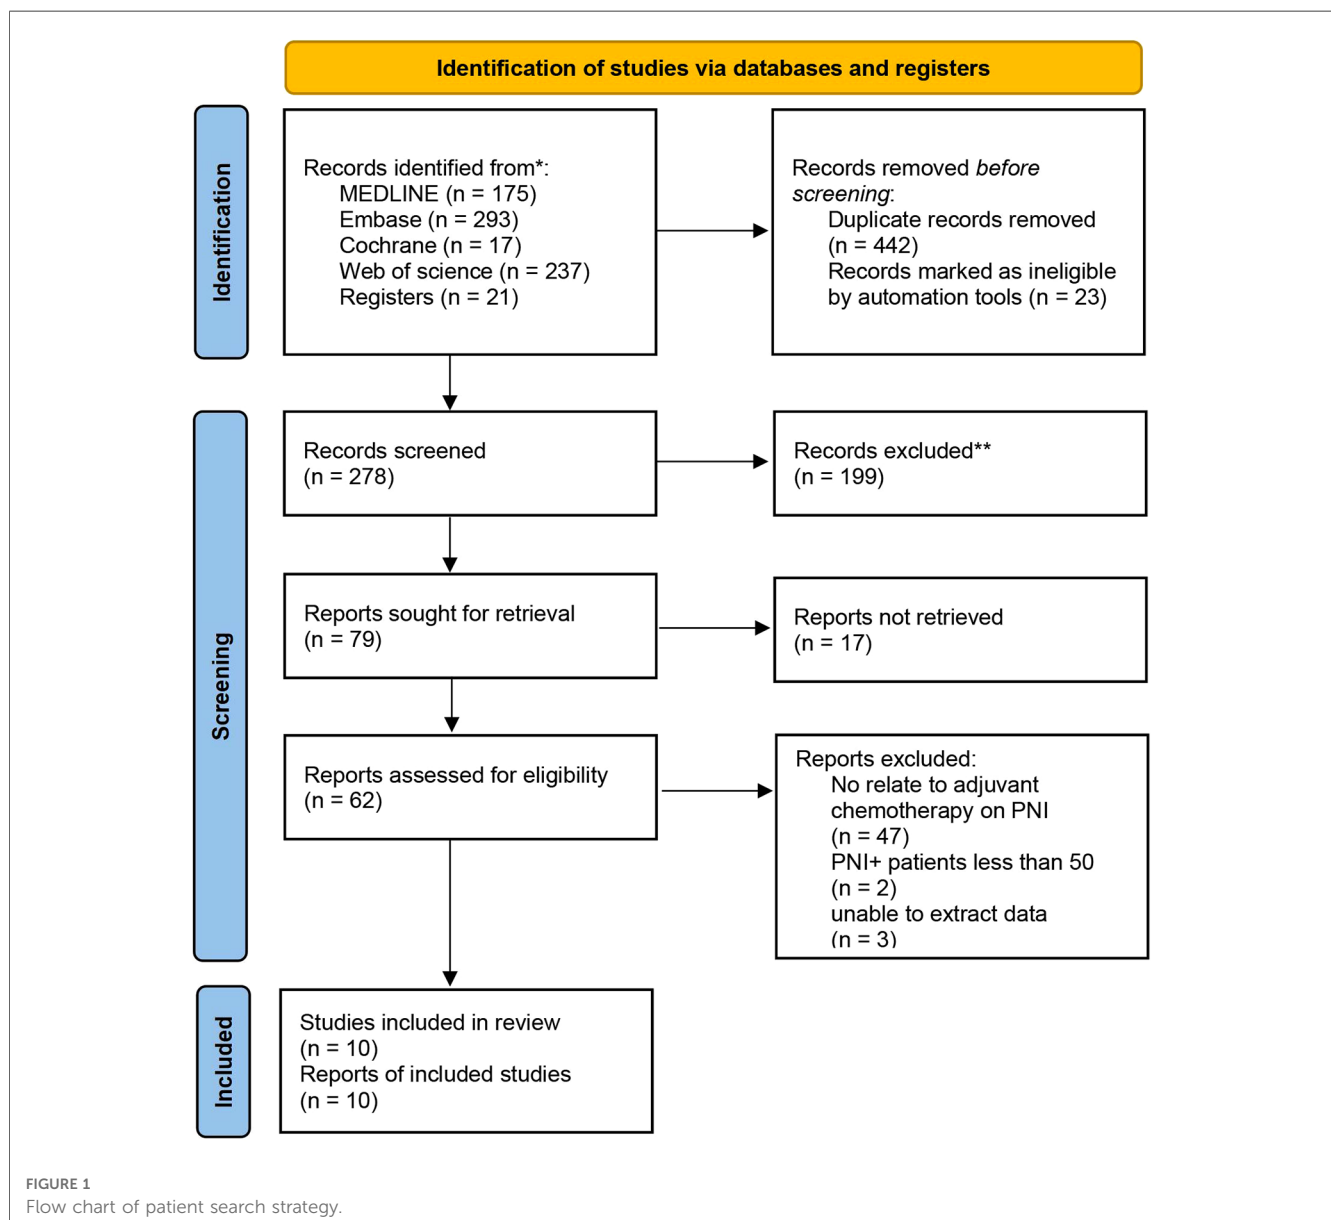 Identification of studies via databases and registers
Identification
Records identified from*:
MEDLINE (n = 175)
Embase (n = 293)
Cochrane (n = 17)
Web of science (n = 237)
Registers (n = 21)
Records removed before
screening:
Duplicate records removed
(n = 442)
Records marked as ineligible
by automation tools (n = 23)
Screening
Records screened
(n = 278)
Records excluded**
(n = 199)
Reports sought for retrieval
(n = 79)
Reports not retrieved
(n = 17)
Reports assessed for eligibility
(n = 62)
Reports excluded:
No relate to adjuvant
chemotherapy on PNI
(n = 47)
PNI+ patients less than 50
(n = 2)
unable to extract data
(n = 3)
Included
Studies included in review
(n = 10)
Reports of included studies
(n = 10)
FIGURE 1
Flow chart of patient search strategy.